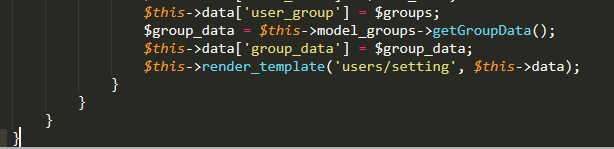 $this->data['user_group'] = $groups;
$group_data = $this->model_groups->getGroupData();
$this->data['group_data'] = $group_data;
$this->render_template('users/setting', $this->data);
}
}
}
}